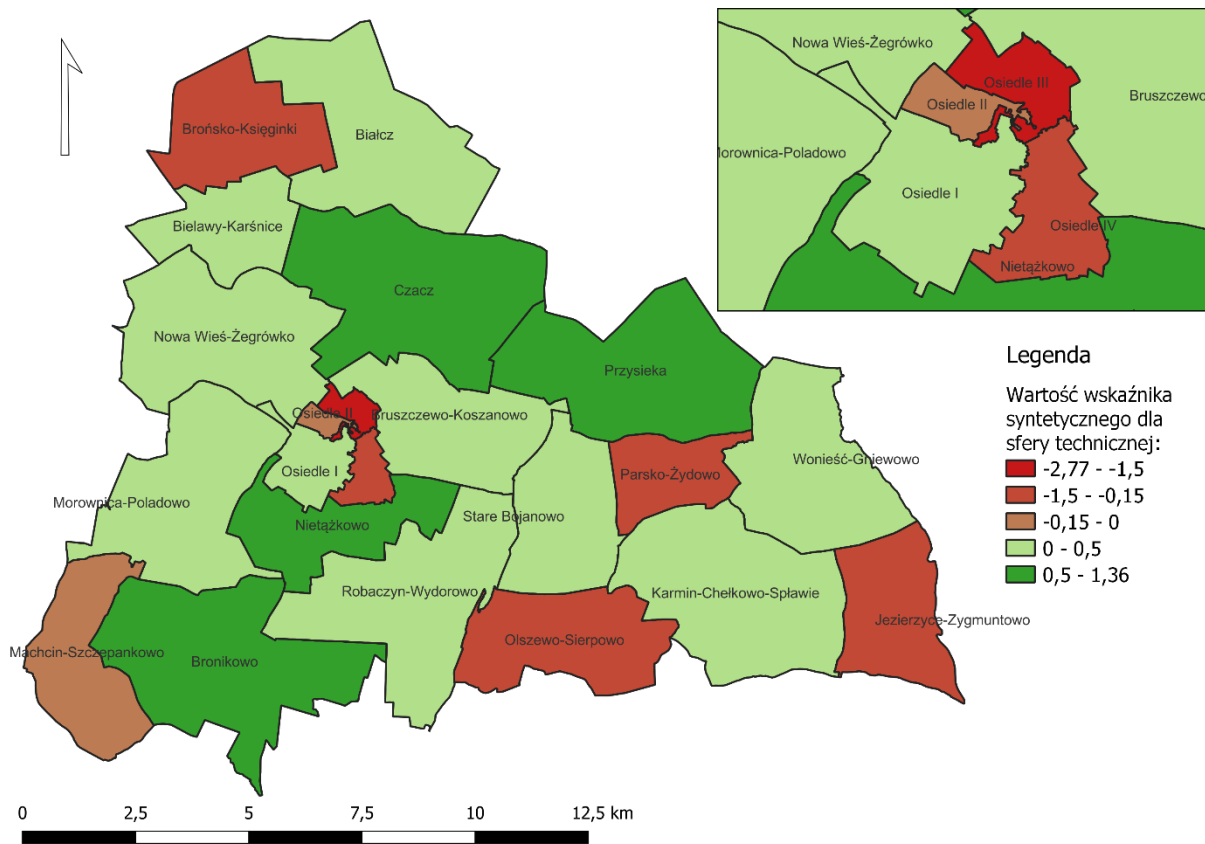 Brońsko-Księginki
Białcz
Bielawy-Karśnice
Czacz
Nowa Wieś-Żegrówko
Przysieka
Osiedle II
Bruszczewo-Koszanowo
Osiedle I
Parsko-Żydowo
Wonieść-Gniewowo
Morownica-Poladowo
Nietążkowo
Stare Bojanowo
Robaczyn-Wydorowo
Karmin-Chełkowo-Spławie
Jezierzyce-Zygmuntowo
Olszewo-Sierpowo
Machcin-Szczepankowo
Bronikowo
0 2,5 5 7,5 10 12,5 km
Nowa Wieś-Żegrówko
Osiedle III
Osiedle II
Bruszczewo
Morownica-Poladowo
Osiedle I
Osiedle IV
Nietążkowo
Legenda
Wartość wskaźnika
syntetycznego dla
sfery technicznej:
-2,77 - -1,5
-1,5 - -0,15
-0,15 - 0
0 - 0,5
0,5 - 1,36